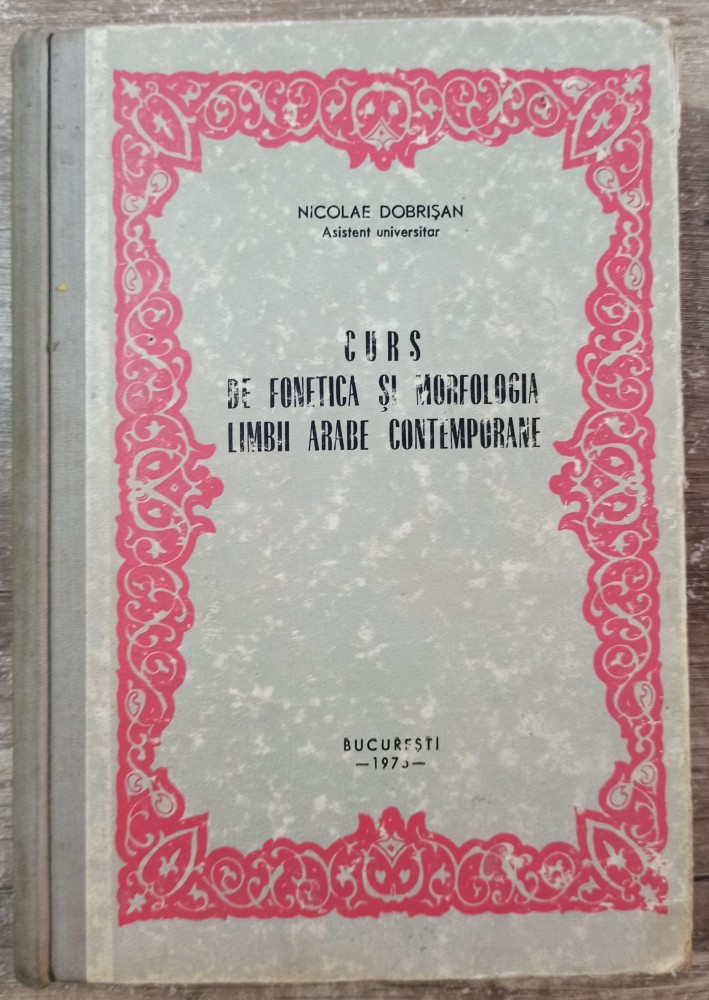 NICOLAE DOBRIŞAN
Asistent universitar
CURS
DE FONETICA ŞI MORFOLOGIA
LIMBII ARABE CONTEMPORANE
BUCUREŞTI